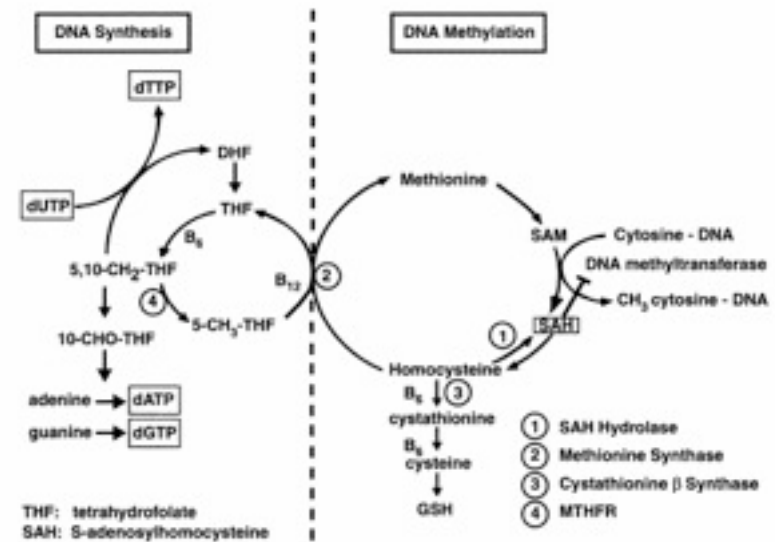 DNA Synthesis
DNA Methylation
dTTP
DHF
dUTP
THF
B₆
5,10-CH₂-THF
④
5-CH₃-THF
B₁₂
②
10-CHO-THF
adenine
dATP
guanine
dGTP
Methionine
SAM
Cytosine - DNA
DNA methyltransferase
CH₃ cytosine - DNA
SAH
①
Homocysteine
B₆
③
cystathionine
B₆
cysteine
GSH
① SAH Hydrolase
② Methionine Synthase
③ Cystathionine β Synthase
④ MTHFR
THF: tetrahydrofolate
SAH: S-adenosylhomocysteine